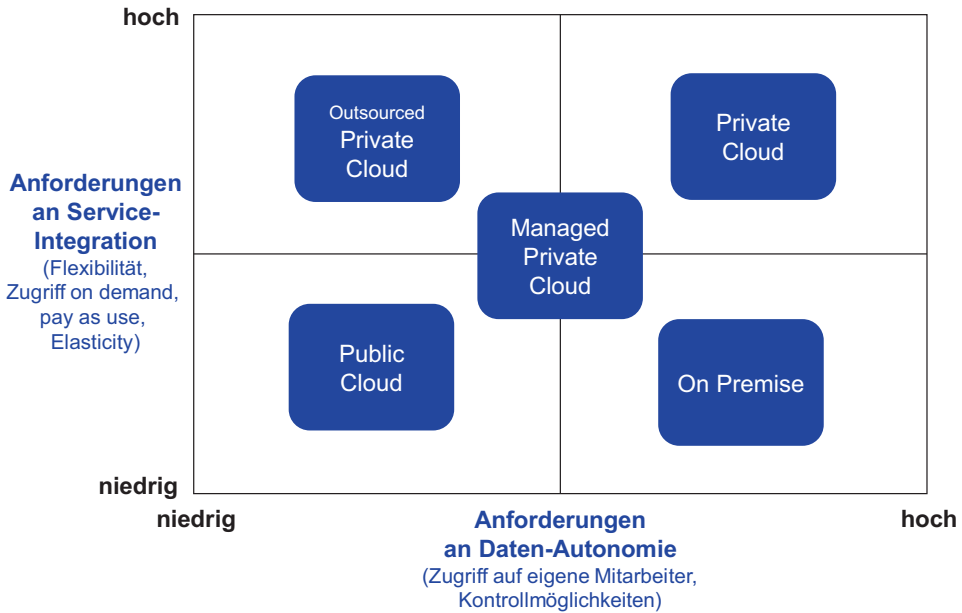 hoch
Outsourced
Private
Cloud
Private
Cloud
Anforderungen
an Service-
Integration
(Flexibilität,
Zugriff on demand,
pay as use,
Elasticity)
Managed
Private
Cloud
Public
Cloud
On Premise
niedrig
niedrig
hoch
Anforderungen
an Daten-Autonomie
(Zugriff auf eigene Mitarbeiter,
Kontrollmöglichkeiten)